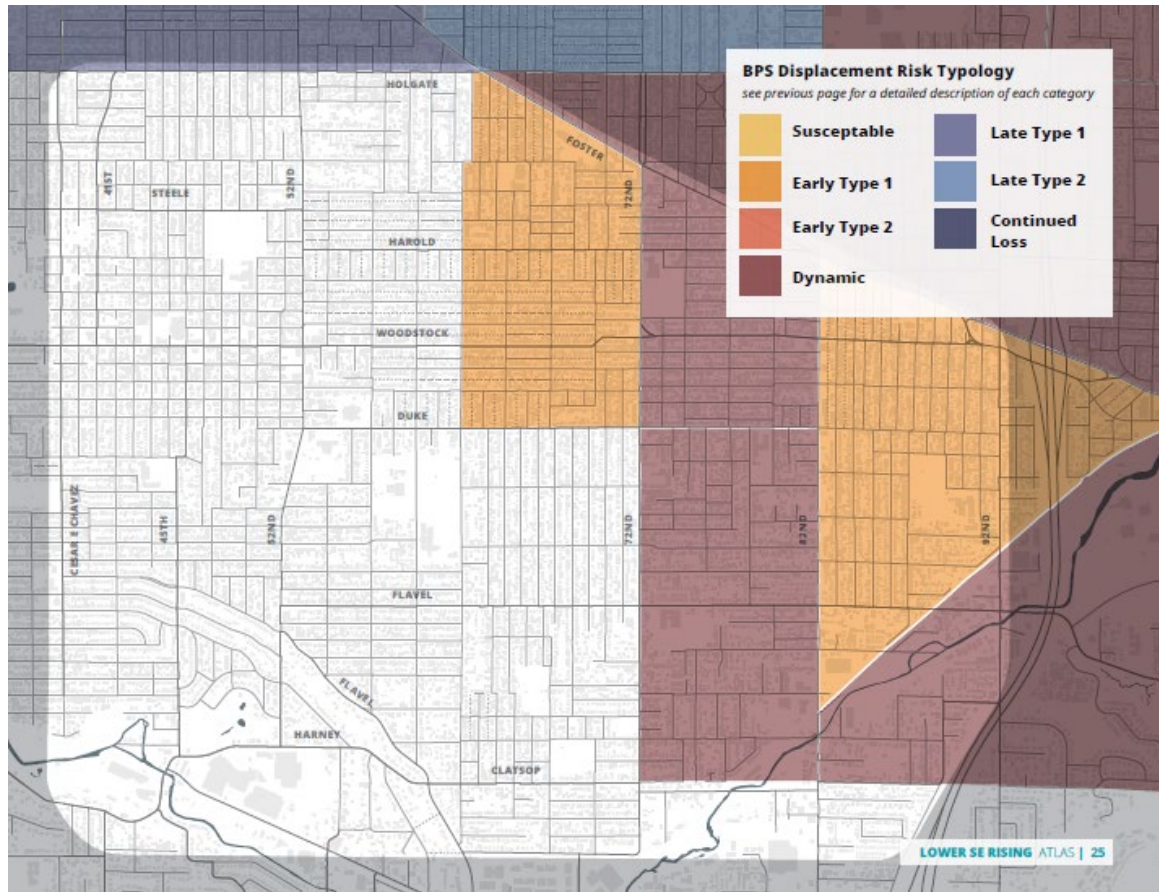 BPS Displacement Risk Typology
see previous page for a detailed description of each category
Susceptable
Early Type 1
Early Type 2
Dynamic
Late Type 1
Late Type 2
Continued
Loss
HOLGATE
FOSTER
41ST
STEELE
52ND
72ND
HAROLD
WOODSTOCK
DUKE
CESAR E CHAVEZ
45TH
52ND
72ND
82ND
92ND
FLAVEL
FLAVEL
HARNEY
CLATSOP
LOWER SE RISING ATLAS | 25